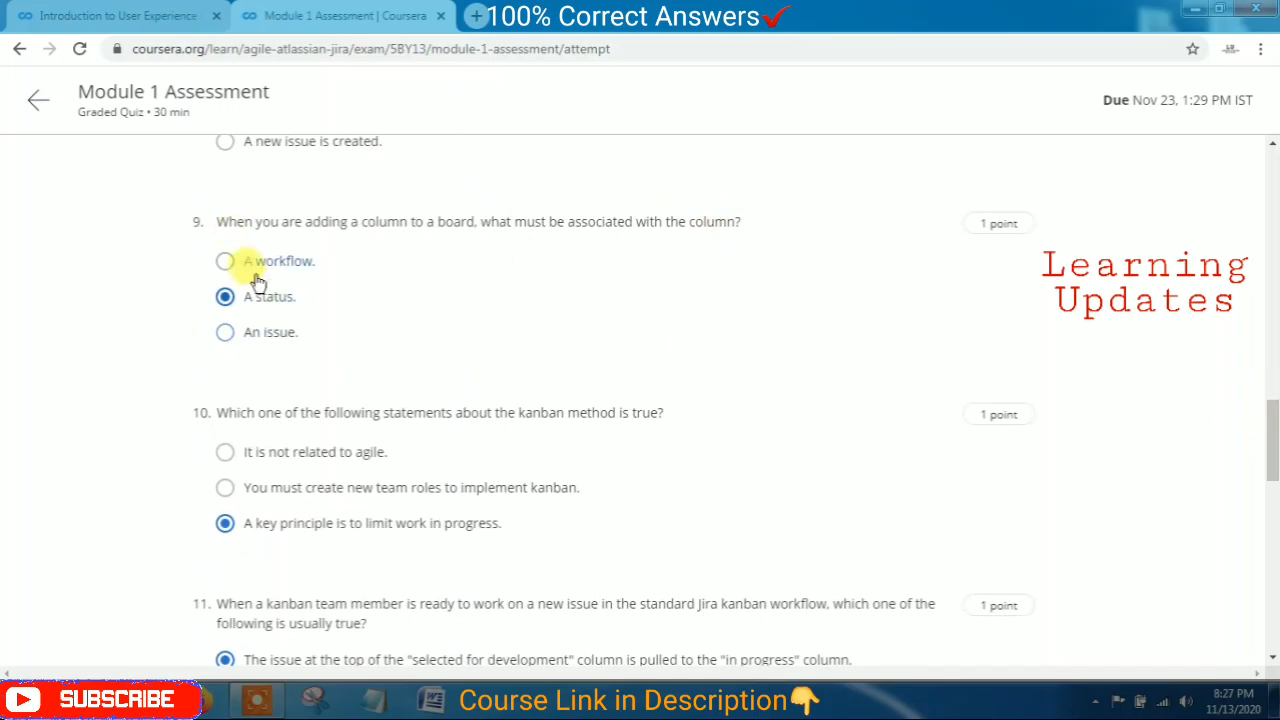 Introduction to User Experience
Module 1 Assessment | Coursera
100% Correct Answers
coursera.org/learn/agile-atlassian-jira/exam/5BY13/module-1-assessment/attempt
Module 1 Assessment
Graded Quiz • 30 min
Due Nov 23, 1:29 PM IST
A new issue is created.
9. When you are adding a column to a board, what must be associated with the column?
1 point
A workflow.
A status.
An issue.
Learning
Updates
10. Which one of the following statements about the kanban method is true?
1 point
It is not related to agile.
You must create new team roles to implement kanban.
A key principle is to limit work in progress.
11. When a kanban team member is ready to work on a new issue in the standard Jira kanban workflow, which one of the
following is usually true?
1 point
The issue at the top of the "selected for development" column is pulled to the "in progress" column.
SUBSCRIBE
Course Link in Description
8:27 PM
11/13/2020